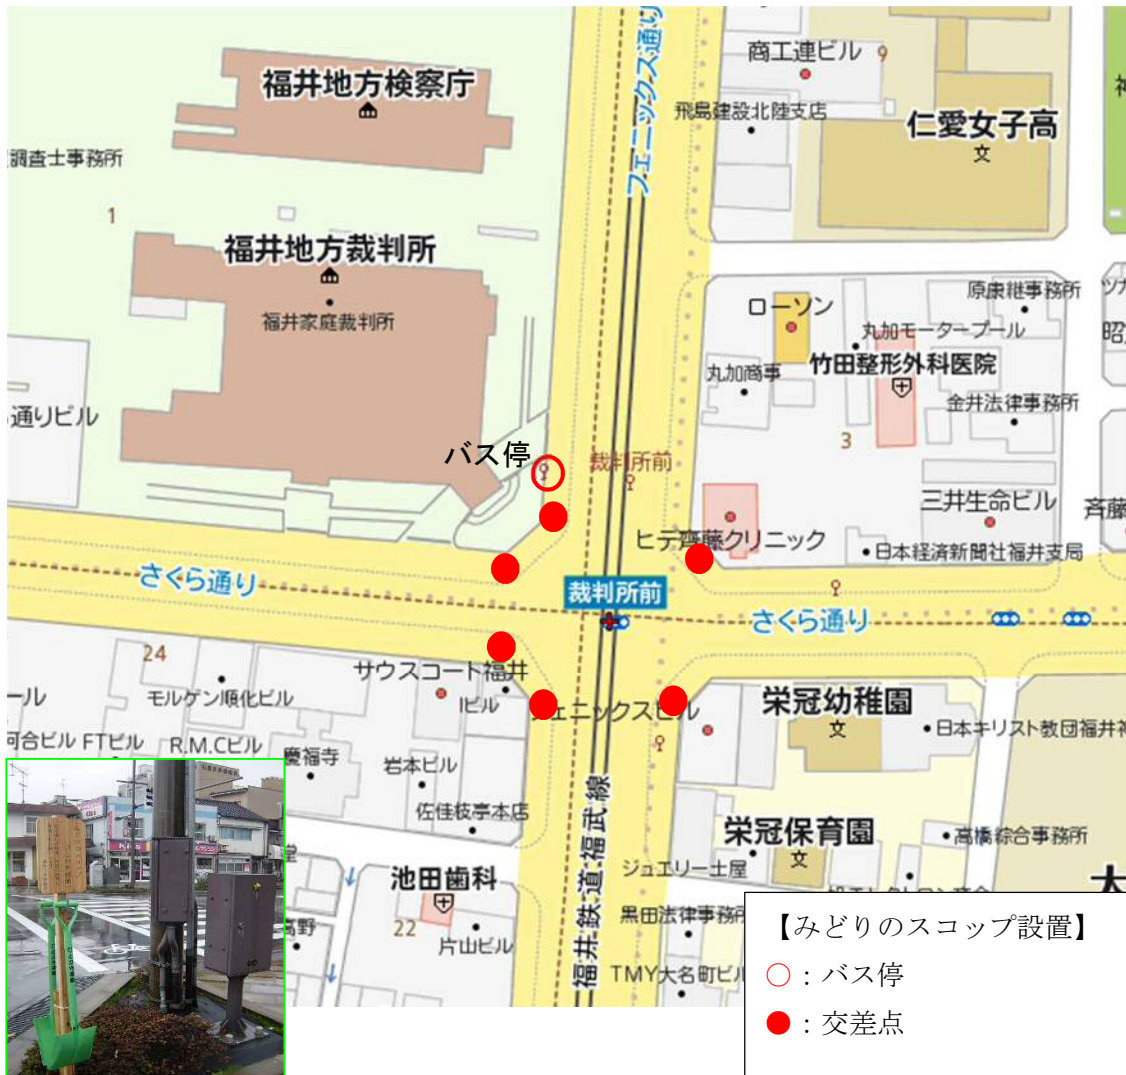 商工連ビル
9
フェニックス通り
福井地方検察庁
飛島建設北陸支店
仁愛女子高
調査士事務所
1
福井地方裁判所
福井家庭裁判所
ローソン
原康継事務所
丸加モータープール
丸加商事
竹田整形外科医院
金井法律事務所
通りビル
3
バス停
裁判所前
三井生命ビル
斉藤
ヒデ齊藤クリニック
日本経済新聞社福井支局
さくら通り
裁判所前
さくら通り
24
サウスコート福井
モルゲン順化ビル
Iビル
フェニックスビル
栄冠幼稚園
日本キリスト教団福井神
ール
河合ビル
FTビル
R.M.Cビル
慶福寺
岩本ビル
佐佳枝亭本店
福井鉄道福武線
栄冠保育園
高橋綜合事務所
ジュエリー土屋
池田歯科
22
片山ビル
黒田法律事務所
TMY大名町ビル
【みどりのスコップ設置】
○：バス停
●：交差点